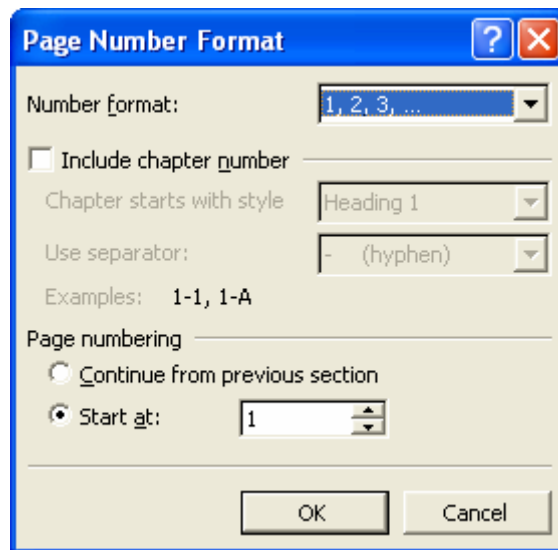 Page Number Format
Number format: 1, 2, 3, ...
Include chapter number
Chapter starts with style Heading 1
Use separator: - (hyphen)
Examples: 1-1, 1-A
Page numbering
Continue from previous section
Start at: 1
OK Cancel